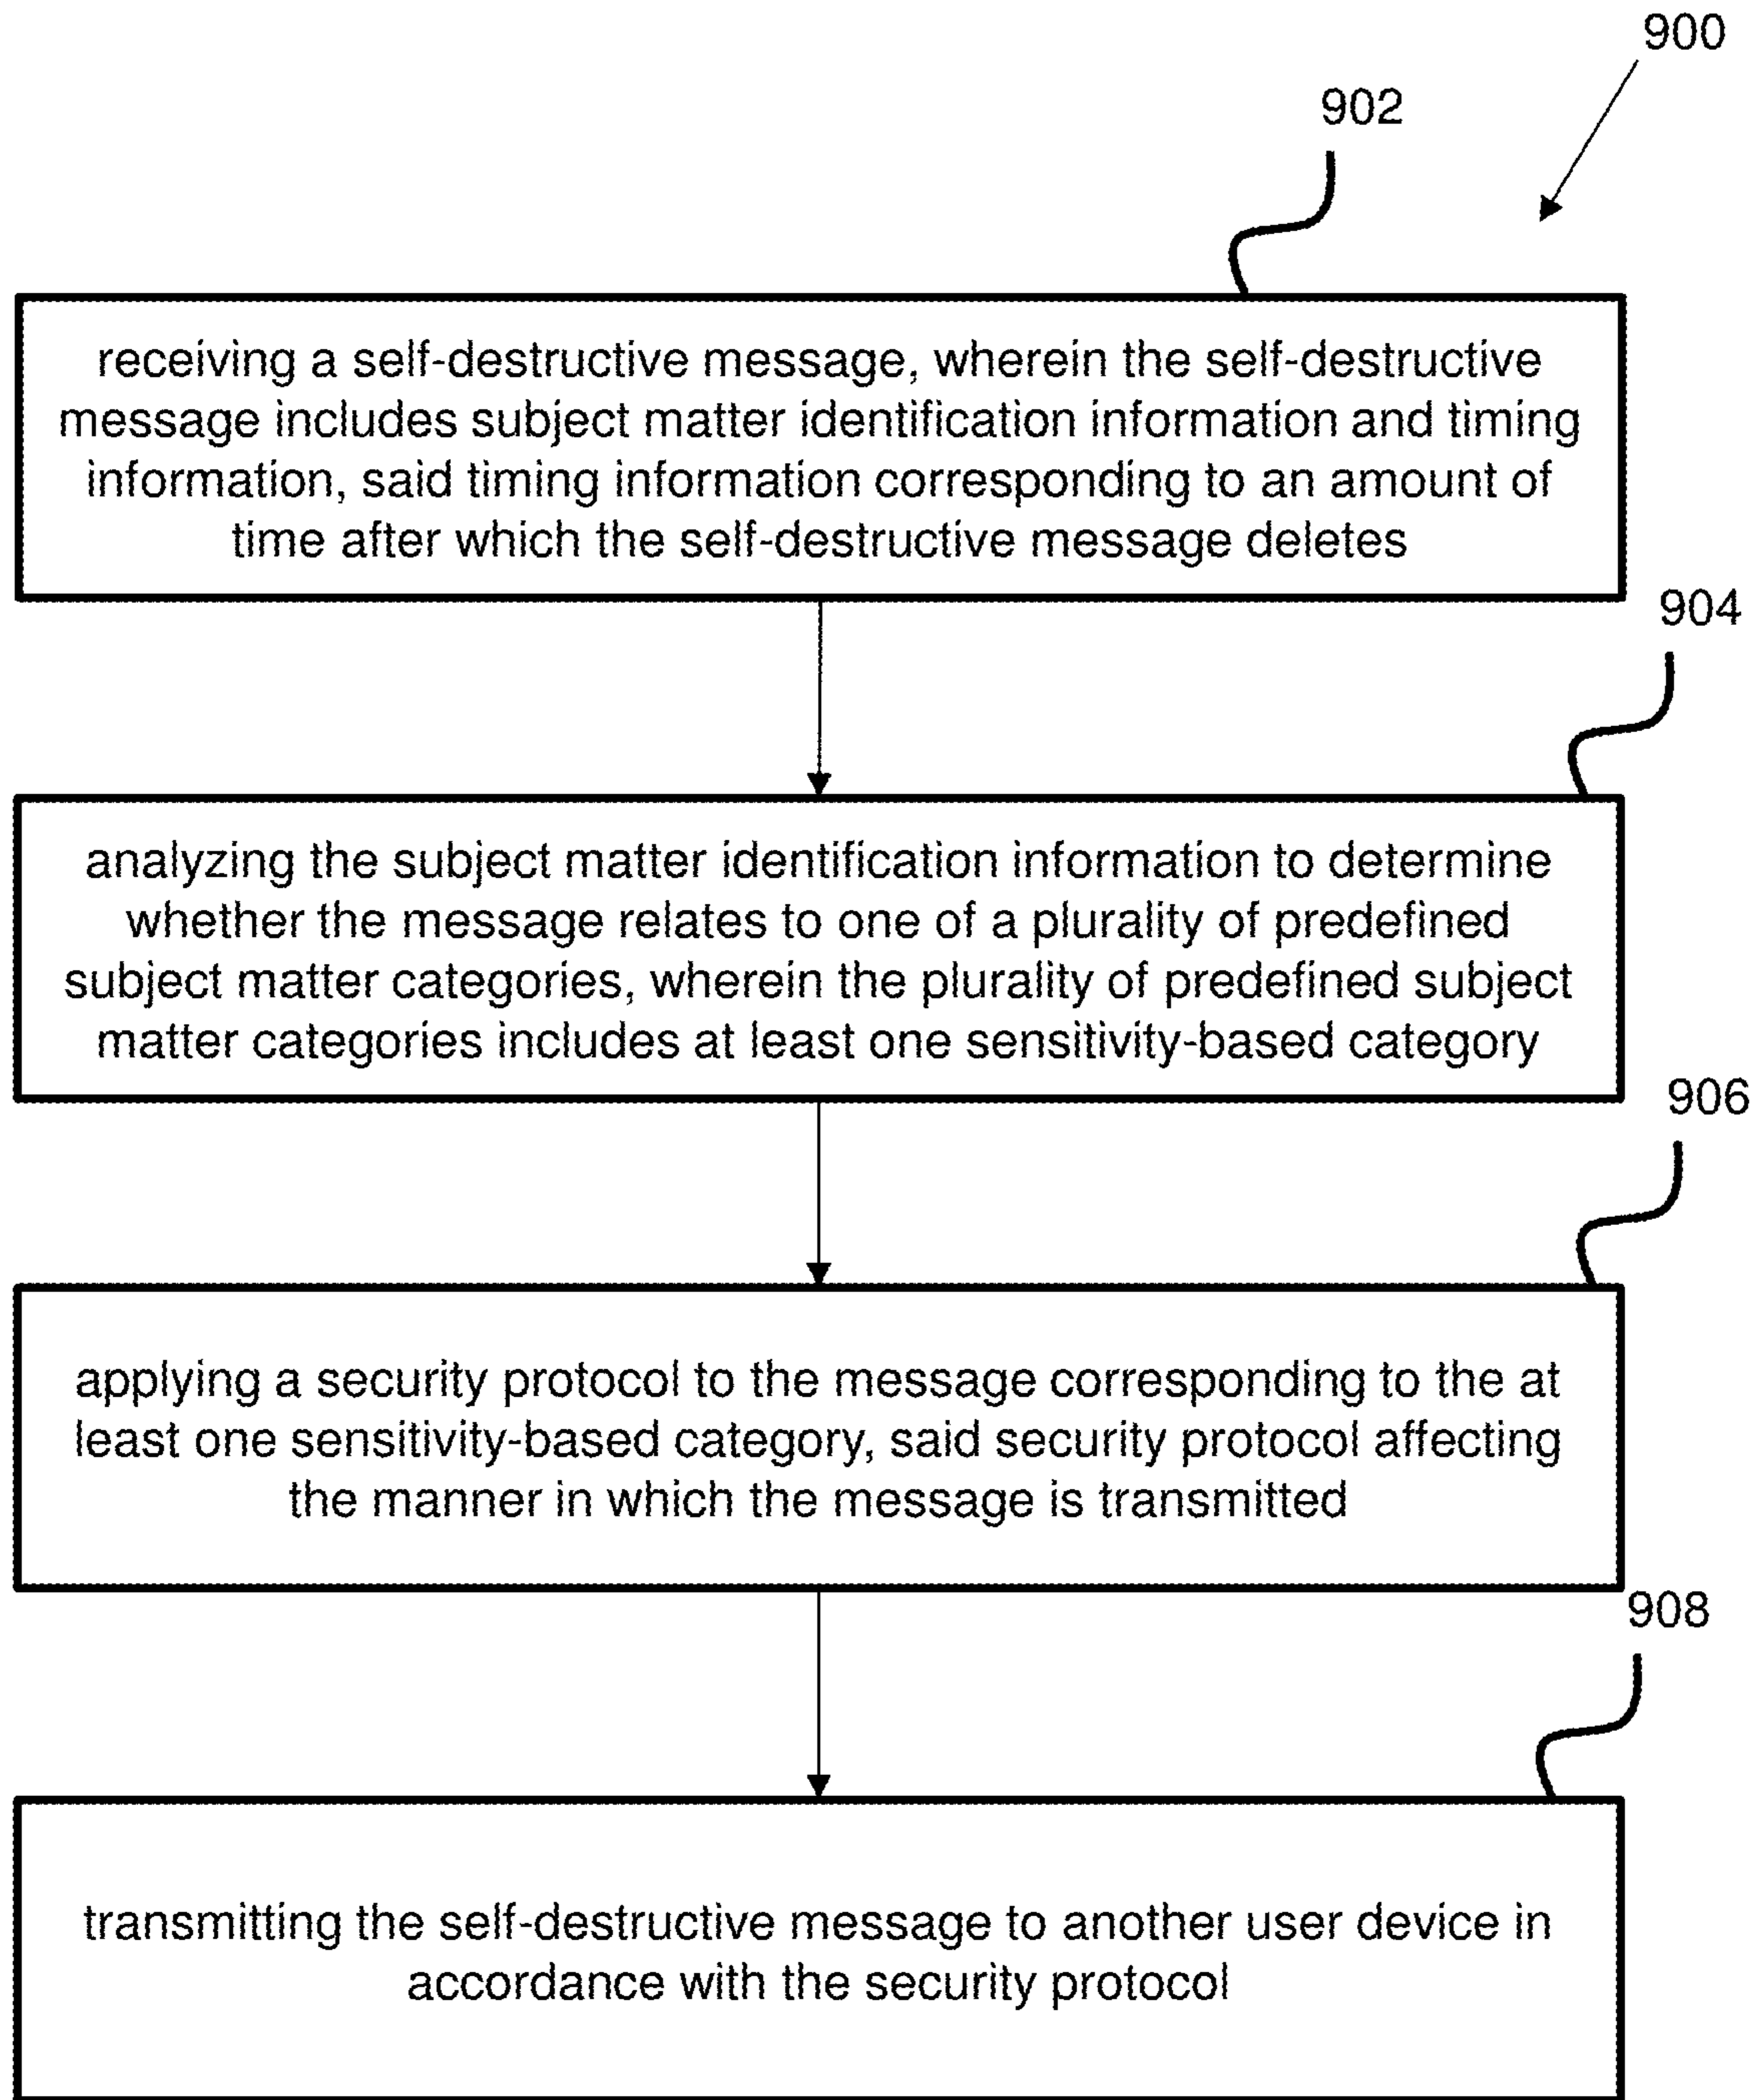 900
902
receiving a self-destructive message, wherein the self-destructive
message includes subject matter identification information and timing
information, said timing information corresponding to an amount of
time after which the self-destructive message deletes
904
analyzing the subject matter identification information to determine
whether the message relates to one of a plurality of predefined
subject matter categories, wherein the plurality of predefined subject
matter categories includes at least one sensitivity-based category
906
applying a security protocol to the message corresponding to the at
least one sensitivity-based category, said security protocol affecting
the manner in which the message is transmitted
908
transmitting the self-destructive message to another user device in
accordance with the security protocol